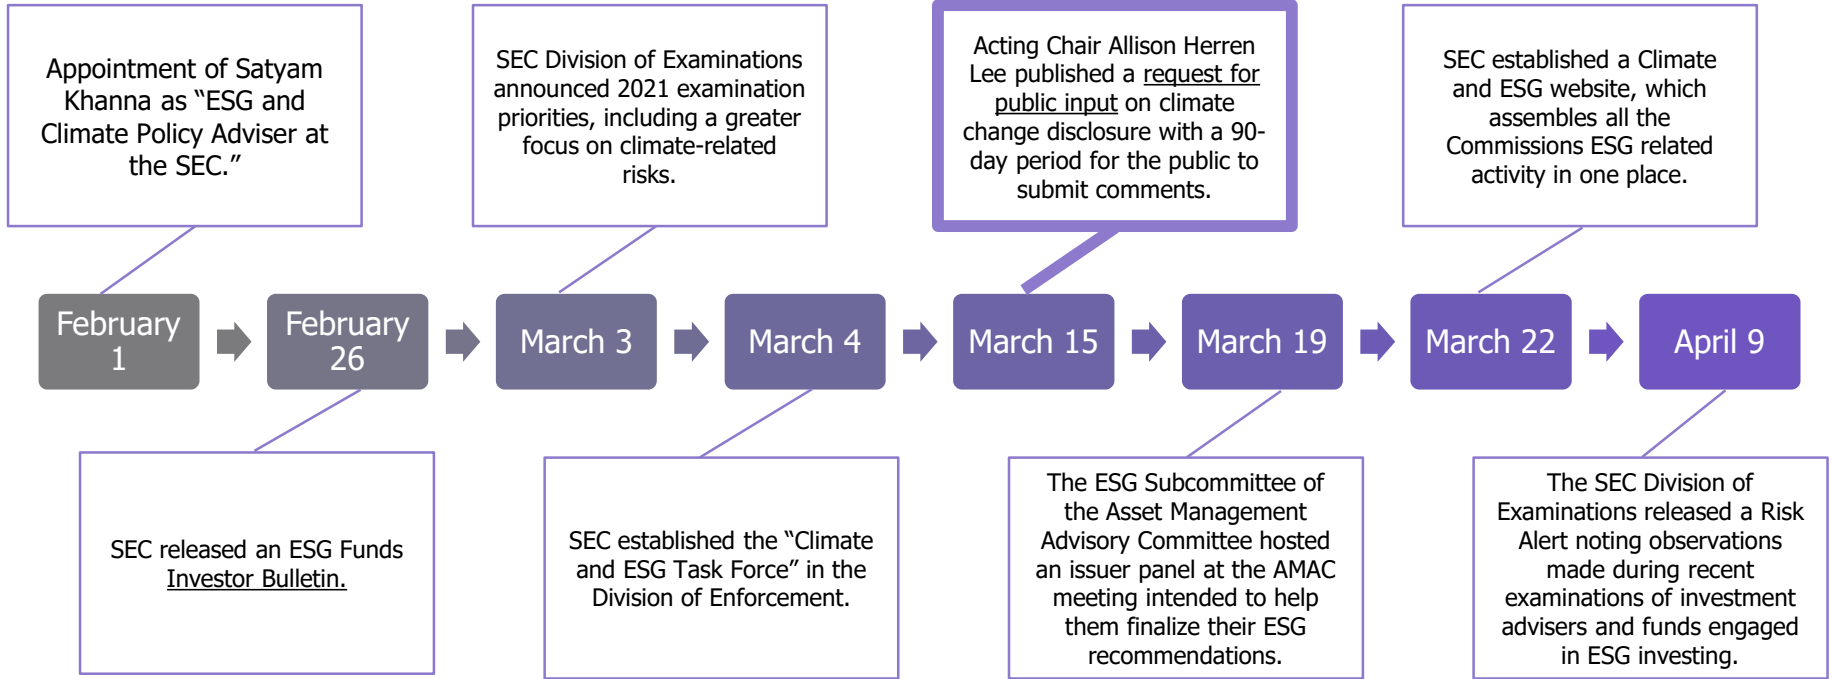 Appointment of Satyam
Khanna as “ESG and
Climate Policy Adviser at
the SEC.”
SEC Division of Examinations
announced 2021 examination
priorities, including a greater
focus on climate-related
risks.
Acting Chair Allison Herren
Lee published a request for
public input on climate
change disclosure with a 90-
day period for the public to
submit comments.
SEC established a Climate
and ESG website, which
assembles all the
Commissions ESG related
activity in one place.
February
1
February
26
March 3
March 4
March 15
March 19
March 22
April 9
SEC released an ESG Funds
Investor Bulletin.
SEC established the “Climate
and ESG Task Force” in the
Division of Enforcement.
The ESG Subcommittee of
the Asset Management
Advisory Committee hosted
an issuer panel at the AMAC
meeting intended to help
them finalize their ESG
recommendations.
The SEC Division of
Examinations released a Risk
Alert noting observations
made during recent
examinations of investment
advisers and funds engaged
in ESG investing.